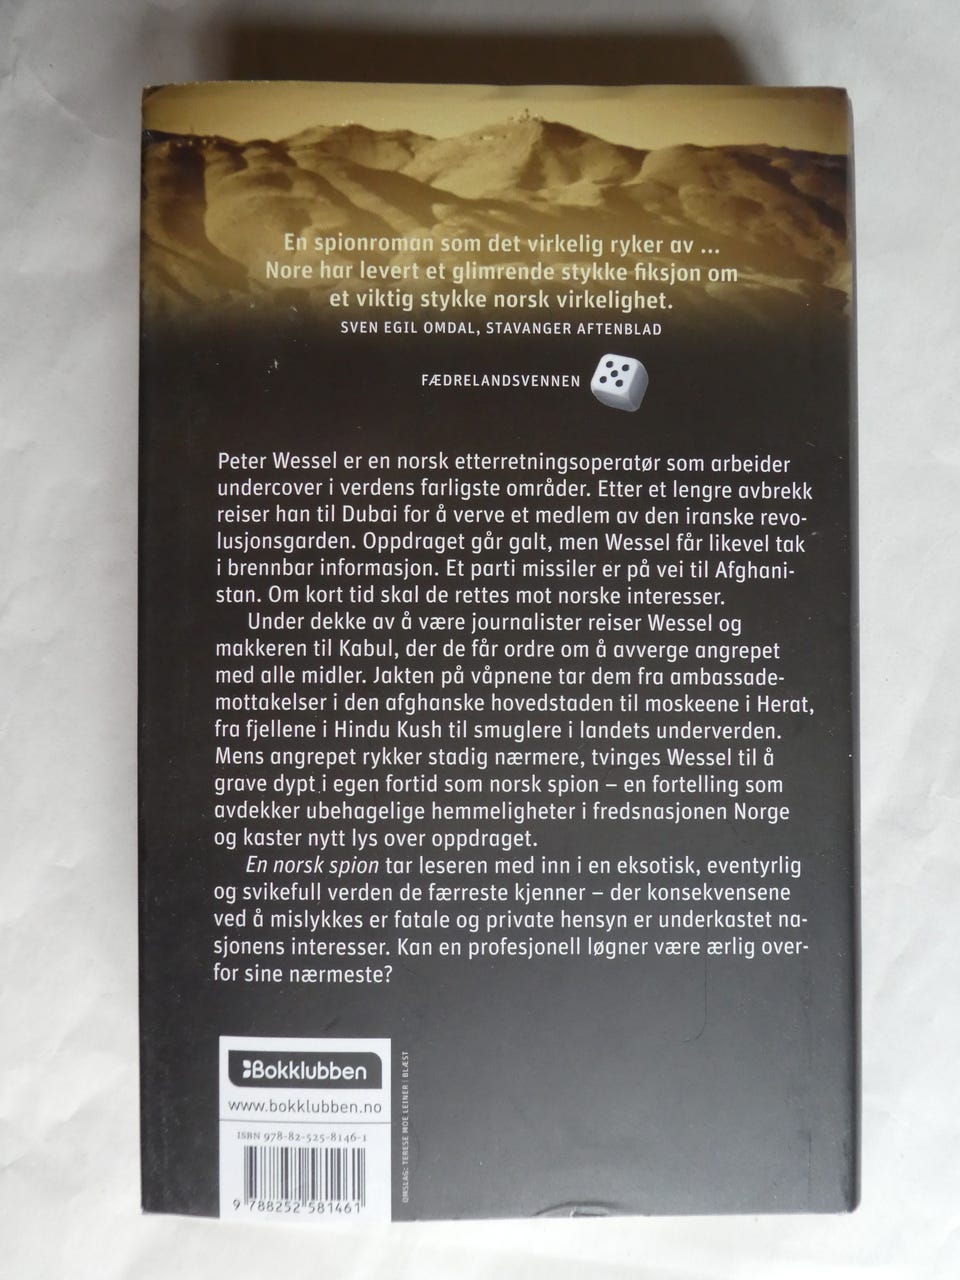 En spionroman som det virkelig ryker av ...
Nore har levert et glimrende stykke fiksjon om
et viktig stykke norsk virkelighet.
SVEN EGIL OMDAL, STAVANGER AFTENBLAD
FÆDRELANDSVENNEN
Peter Wessel er en norsk etterretningsoperatør som arbeider
undercover i verdens farligste områder. Etter et lengre avbrekk
reiser han til Dubai for å verve et medlem av den iranske revo-
lusjonsgarden. Oppdraget går galt, men Wessel får likevel tak
i brennbar informasjon. Et parti missiler er på vei til Afghani-
stan. Om kort tid skal de rettes mot norske interesser.
Under dekke av å være journalister reiser Wessel og
makkeren til Kabul, der de får ordre om å avverge angrepet
med alle midler. Jakten på våpnene tar dem fra ambassade-
mottakelser i den afghanske hovedstaden til moskeene i Herat,
fra fjellene i Hindu Kush til smuglere i landets underverden.
Mens angrepet rykker stadig nærmere, tvinges Wessel til å
grave dypt i egen fortid som norsk spion – en fortelling som
avdekker ubehagelige hemmeligheter i fredsnasjonen Norge
og kaster nytt lys over oppdraget.
En norsk spion tar leseren med inn i en eksotisk, eventyrlig
og svikefull verden de færreste kjenner – der konsekvensene
ved å mislykkes er fatale og private hensyn er underkastet na-
sjonens interesser. Kan en profesjonell løgner være ærlig over-
for sine nærmeste?
Bokklubben
www.bokklubben.no
ISBN 978-82-525-8146-1
9 788252 581461
OMSLAG: TERESE MOE LEINER | BLÆST